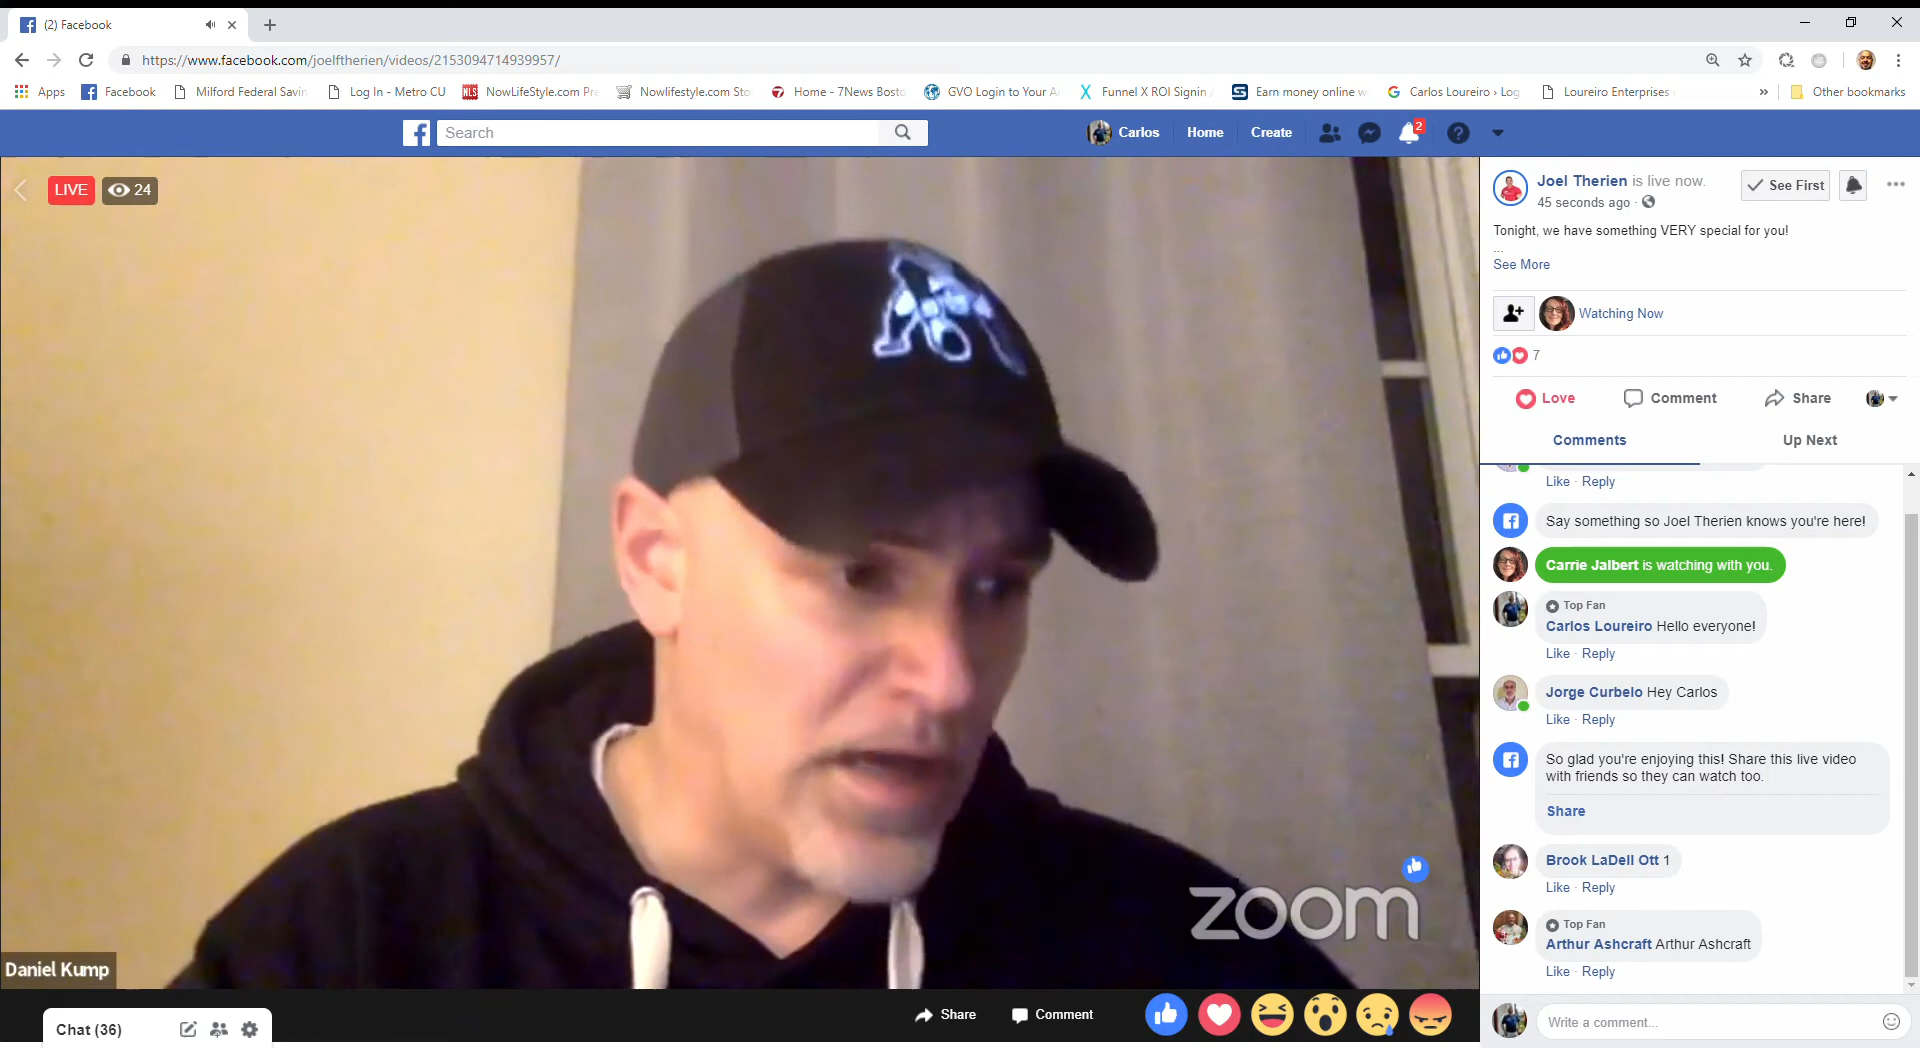 (2) Facebook
https://www.facebook.com/joelftherien/videos/2153094714939957/
Apps
Facebook
Milford Federal Savin
Log In - Metro CU
NLS NowLifeStyle.com Pre
Nowlifestyle.com Sto
Home - 7News Bosto
GVO Login to Your A
Funnel X ROI Signin
Earn money online w
Carlos Loureiro › Log
Loureiro Enterprises
»
Other bookmarks
Search
Carlos
Home
Create
2
LIVE
24
Joel Therien is live now.
See First
45 seconds ago ·
Tonight, we have something VERY special for you!
...
See More
Watching Now
7
Love
Comment
Share
Comments
Up Next
Like · Reply
Say something so Joel Therien knows you're here!
Carrie Jalbert is watching with you.
Top Fan
Carlos Loureiro Hello everyone!
Like · Reply
Jorge Curbelo Hey Carlos
Like · Reply
So glad you're enjoying this! Share this live video
with friends so they can watch too.
Share
Brook LaDell Ott 1
Like · Reply
Top Fan
Arthur Ashcraft Arthur Ashcraft
Like · Reply
Write a comment...
zoom
Daniel Kump
Share
Comment
Chat (36)